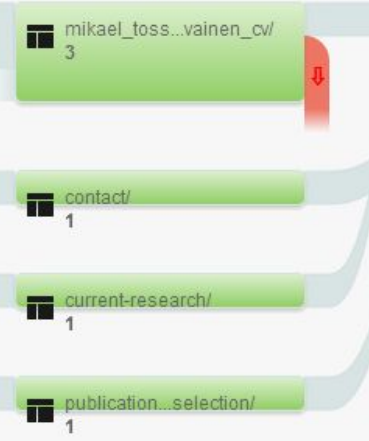 mikael_toss...vainen_cv/
3
contact/
1
current-research/
1
publication...selection/
1